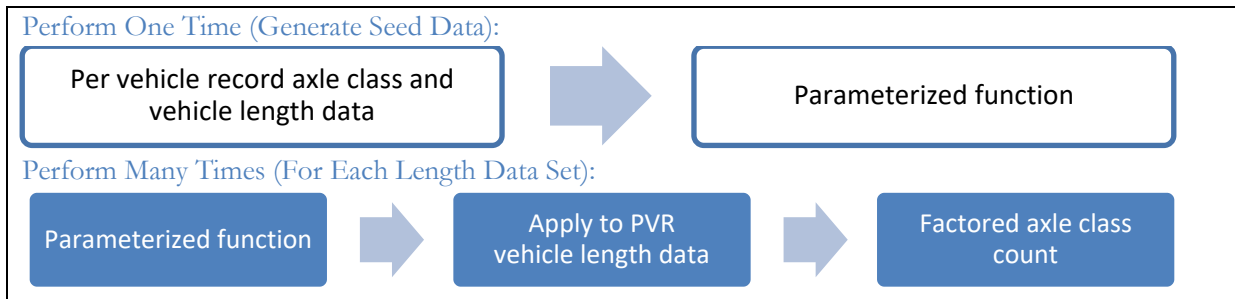 Perform One Time (Generate Seed Data):
Per vehicle record axle class and
vehicle length data
Parameterized function
Perform Many Times (For Each Length Data Set):
Parameterized function
Apply to PVR
vehicle length data
Factored axle class
count